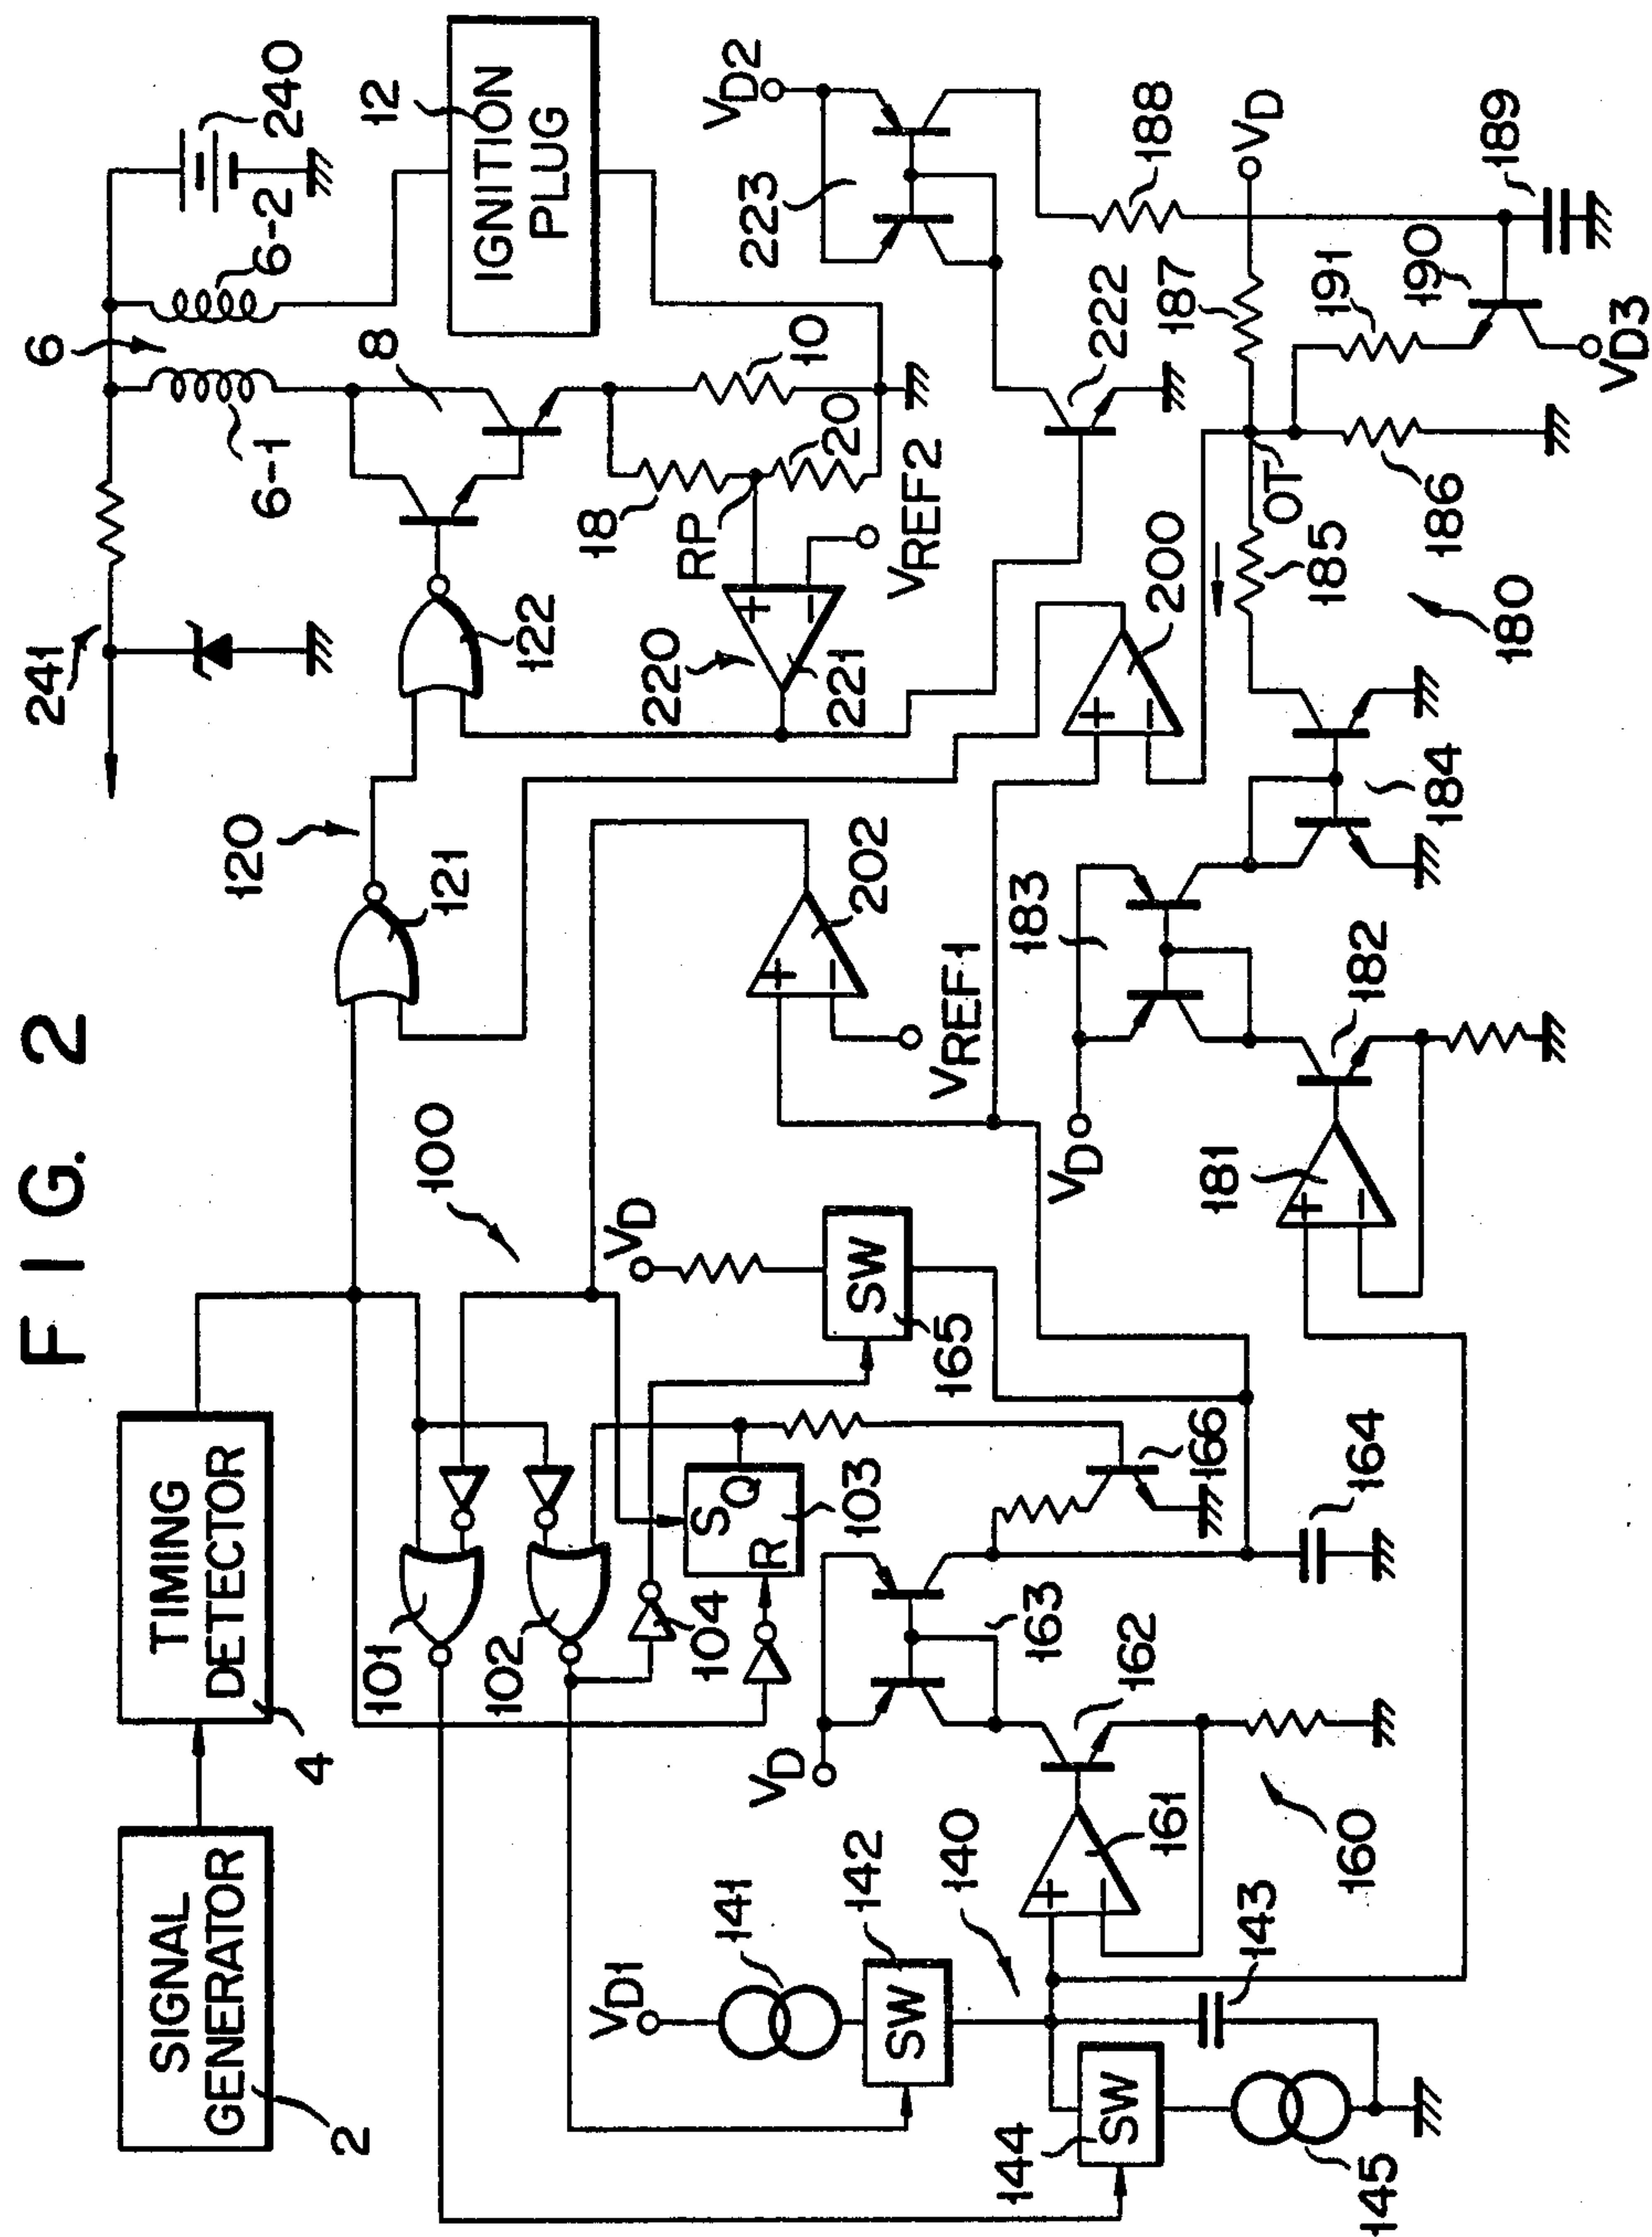 FIG. 2
SIGNAL
GENERATOR
2
TIMING
DETECTOR
4
100
101
102
103
S
Q
R
104
120
121
122
241
6
6-1
6-2
240
8
12
IGNITION
PLUG
10
18
20
RP
VREF2
220
221
222
223
VD2
VD1
141
SW
142
140
143
SW
144
145
VD
161
162
163
160
164
VD
SW
165
166
+
−
202
VREF1
+
−
200
+
−
VD
181
182
183
184
185
OT
186
187
VD
188
189
190
191
VD3
180
+
−
+
−